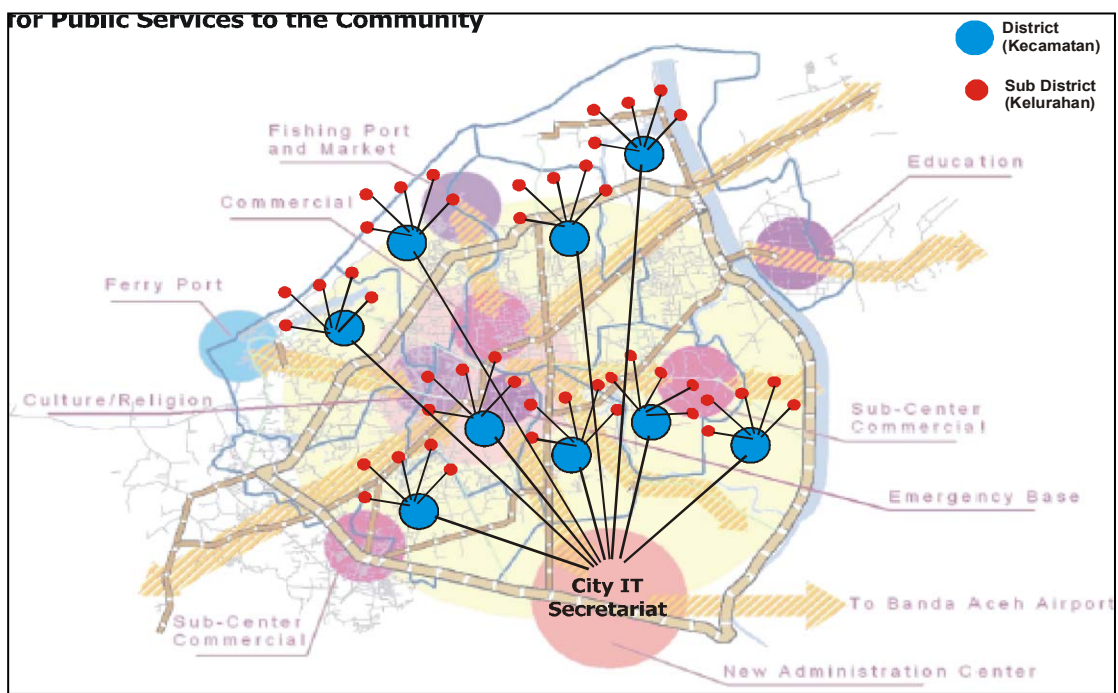 for Public Services to the Community
District
(Kecamatan)
Sub District
(Kelurahan)
Fishing Port
and Market
Education
Commercial
Ferry Port
Culture/Religion
Sub-Center
Commercial
Emergency Base
City IT
Secretariat
To Banda Aceh Airport
Sub-Center
Commercial
New Administration Center